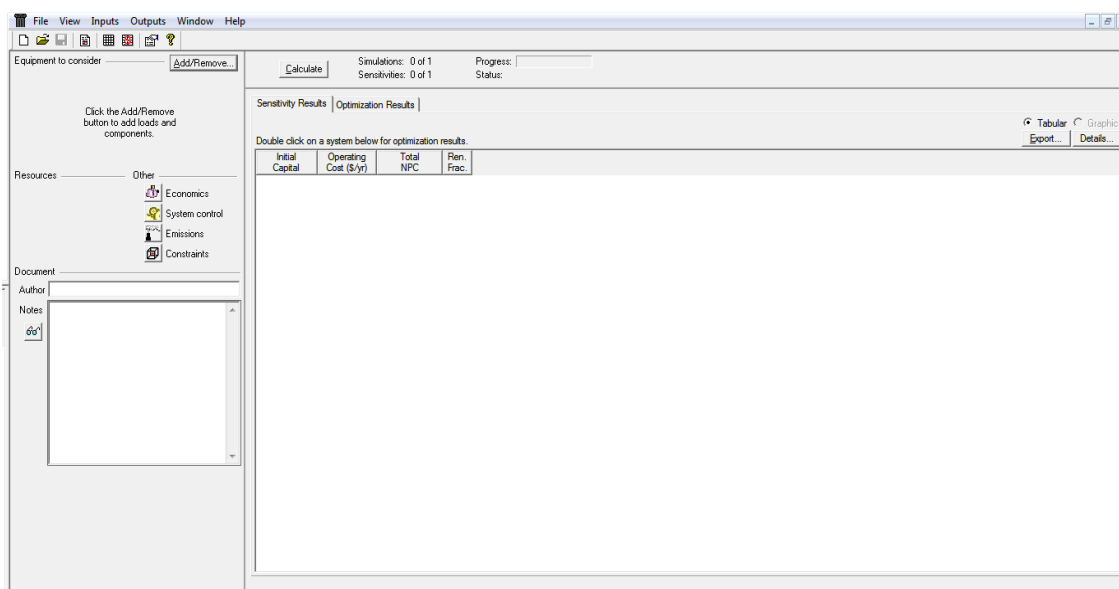 File View Inputs Outputs Window Help
Equipment to consider
Add/Remove...
Click the Add/Remove
button to add loads and
components.
Resources
Other
Economics
System control
Emissions
Constraints
Document
Author
Notes
Calculate
Simulations: 0 of 1
Sensitivities: 0 of 1
Progress:
Status:
Sensitivity Results
Optimization Results
Tabular
Graphic
Double click on a system below for optimization results.
Export...
Details...
Initial
Capital
Operating
Cost ($/yr)
Total
NPC
Ren.
Frac.